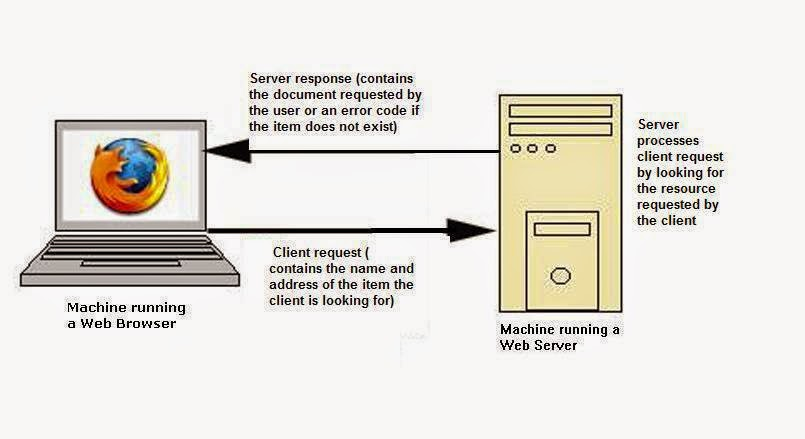 Server response (contains
the document requested by
the user or an error code if
the item does not exist)
Server
processes
client request
by looking for
the resource
requested by
the client
Client request (
contains the name and
address of the item the
client is looking for)
Machine running
a Web Browser
Machine running a
Web Server